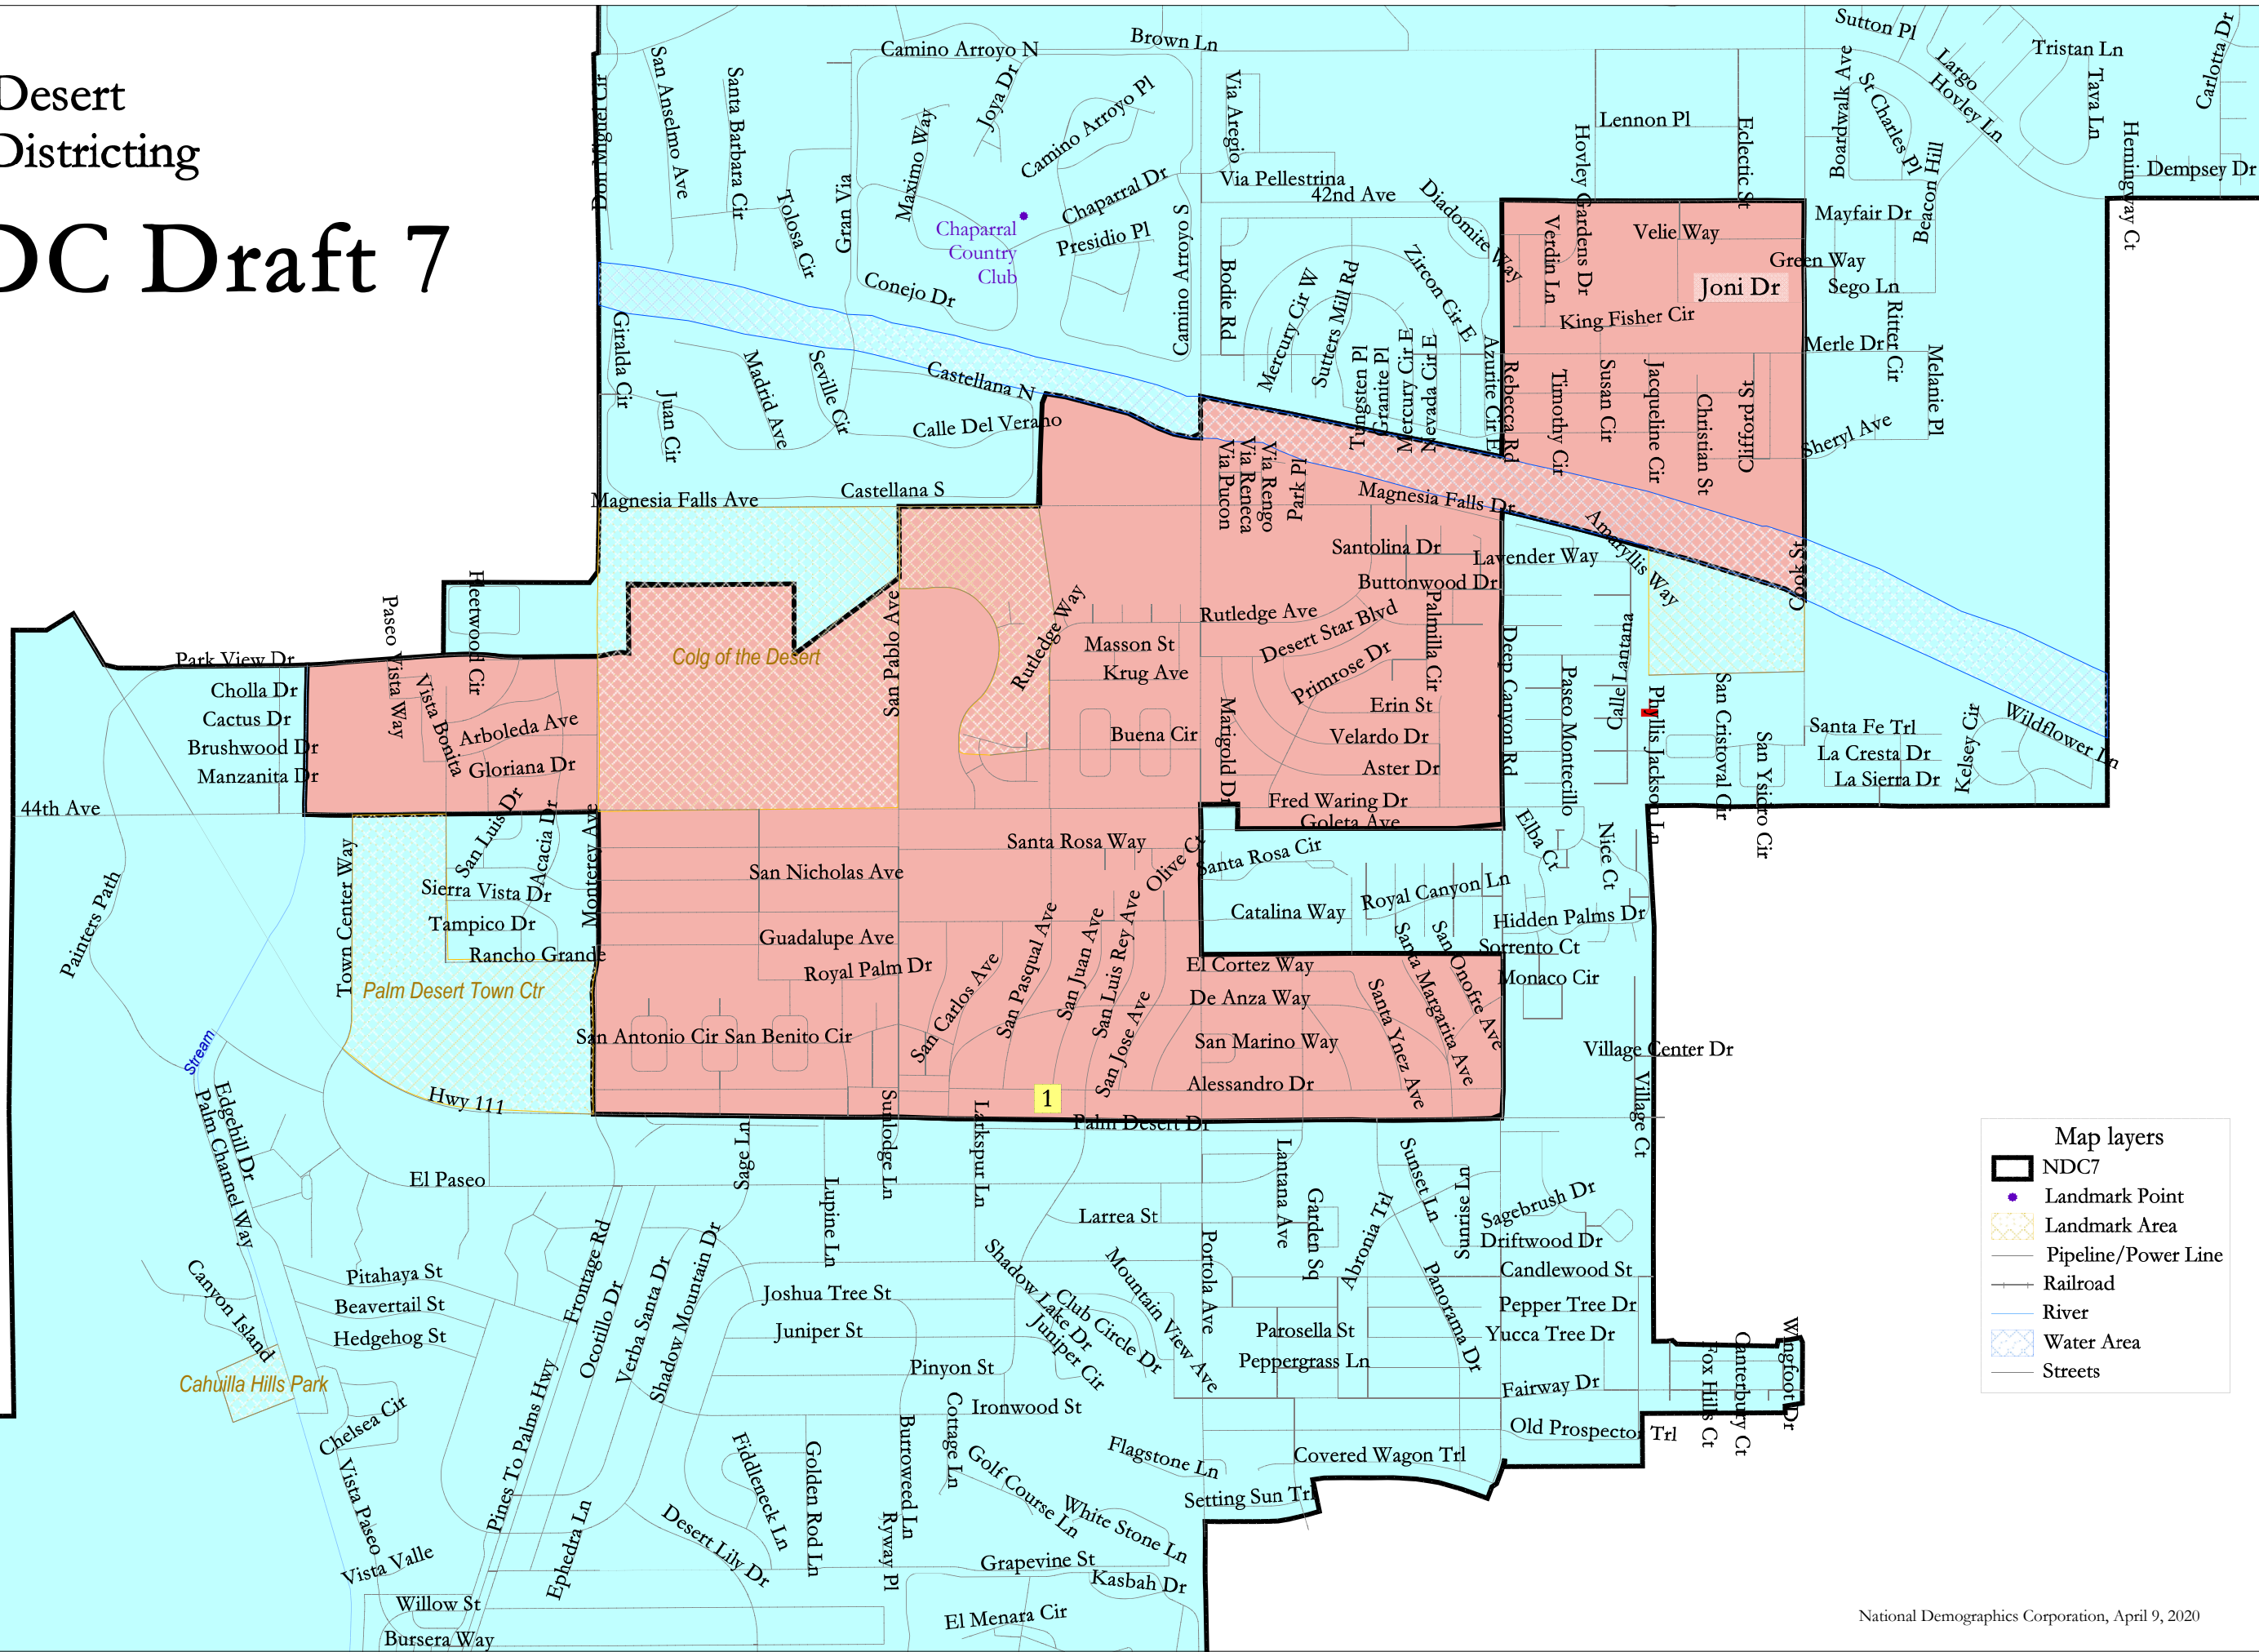 Desert
Districting
DC Draft 7
Sutton Pl
Brown Ln
Camino Arroyo N
Tristan Ln
Carlotta Dr
Largo
Hovley Ln
Tava Ln
Boardwalk Ave
St Charles Pl
Beacon Hill
Hemingway Ct
Dempsey Dr
Don Miguel Cir
San Anselmo Ave
Santa Barbara Cir
Tolosa Cir
Gran Via
Maximo Way
Joya Dr
Camino Arroyo Pl
Chaparral Dr
Presidio Pl
Camino Arroyo S
Chaparral
Country
Club
Conejo Dr
Via Aregio
Via Pellestrina
42nd Ave
Diadomite Way
Lennon Pl
Hovley Gardens Dr
Eclectic St
Mayfair Dr
Velie Way
Verdin Ln
Green Way
Joni Dr
Sego Ln
King Fisher Cir
Ritter Cir
Merle Dr
Melanie Pl
Sheryl Ave
Bodie Rd
Mercury Cir W
Sutters Mill Rd
Zircon Cir E
Tungsten Pl
Granite Pl
Mercury Cir E
Nevada Cir E
Azurite Cir E
Rebecca Rd
Timothy Cir
Susan Cir
Jacqueline Cir
Christian St
Clifford St
Giralda Cir
Juan Cir
Madrid Ave
Seville Cir
Castellana N
Calle Del Verano
Castellana S
Magnesia Falls Ave
Via Pucon
Via Reneca
Via Rengo
Park Pl
Magnesia Falls Dr
Amaryllis Way
Cook St
Santolina Dr
Lavender Way
Buttonwood Dr
Fleetwood Cir
Paseo Vista Way
Vista Bonita
Park View Dr
Cholla Dr
Cactus Dr
Brushwood Dr
Manzanita Dr
44th Ave
Arboleda Ave
Gloriana Dr
Colg of the Desert
San Pablo Ave
Rutledge Way
Rutledge Ave
Masson St
Krug Ave
Buena Cir
Desert Star Blvd
Primrose Dr
Palmilla Cir
Erin St
Velardo Dr
Aster Dr
Marigold Dr
Fred Waring Dr
Goleta Ave
Deep Canyon Rd
Paseo Montecillo
Calle Lantana
Phyllis Jackson Ln
San Cristoval Cir
San Ysidro Cir
Santa Fe Trl
La Cresta Dr
La Sierra Dr
Kelsey Cir
Wildflower Ln
San Luis Dr
Acacia Dr
Monterey Ave
Sierra Vista Dr
Tampico Dr
Rancho Grande
Town Center Way
Palm Desert Town Ctr
Painters Path
Stream
Hwy 111
San Nicholas Ave
Santa Rosa Way
Olive Ct
Santa Rosa Cir
Guadalupe Ave
Royal Palm Dr
San Antonio Cir
San Benito Cir
San Carlos Ave
San Pasqual Ave
San Juan Ave
San Luis Rey Ave
San Jose Ave
Catalina Way
Royal Canyon Ln
Elba Ct
Nice Ct
Hidden Palms Dr
Sorrento Ct
Monaco Cir
El Cortez Way
De Anza Way
San Marino Way
Alessandro Dr
Santa Ynez Ave
Santa Margarita Ave
San Onofre Ave
Village Center Dr
Village Ct
1
Palm Desert Dr
Edgehill Dr
Palm Channel Way
El Paseo
Sage Ln
Lupine Ln
Sunlodge Ln
Larkspur Ln
Larrea St
Portola Ave
Lantana Ave
Garden Sq
Abronia Trl
Sunset Ln
Sunrise Ln
Sagebrush Dr
Driftwood Dr
Candlewood St
Pepper Tree Dr
Yucca Tree Dr
Fairway Dr
Old Prospector Trl
Panorama Dr
Fox Hills Ct
Canterbury Ct
Wingfoot Dr
Canyon Island
Pitahaya St
Beavertail St
Hedgehog St
Cahuilla Hills Park
Chelsea Cir
Vista Paseo
Vista Valle
Willow St
Bursera Way
Frontage Rd
Pines To Palms Hwy
Ocotillo Dr
Verba Santa Dr
Shadow Mountain Dr
Ephedra Ln
Joshua Tree St
Juniper St
Pinyon St
Ironwood St
Shadow Lake Dr
Club Circle Dr
Juniper Cir
Mountain View Ave
Parosella St
Peppergrass Ln
Covered Wagon Trl
Flagstone Ln
Setting Sun Trl
Fiddleneck Ln
Desert Lily Dr
Golden Rod Ln
Burroweed Ln
Ryway Pl
Cottage Ln
Golf Course Ln
White Stone Ln
Grapevine St
Kasbah Dr
El Menara Cir
Map layers
NDC7
Landmark Point
Landmark Area
Pipeline/Power Line
Railroad
River
Water Area
Streets
National Demographics Corporation, April 9, 2020